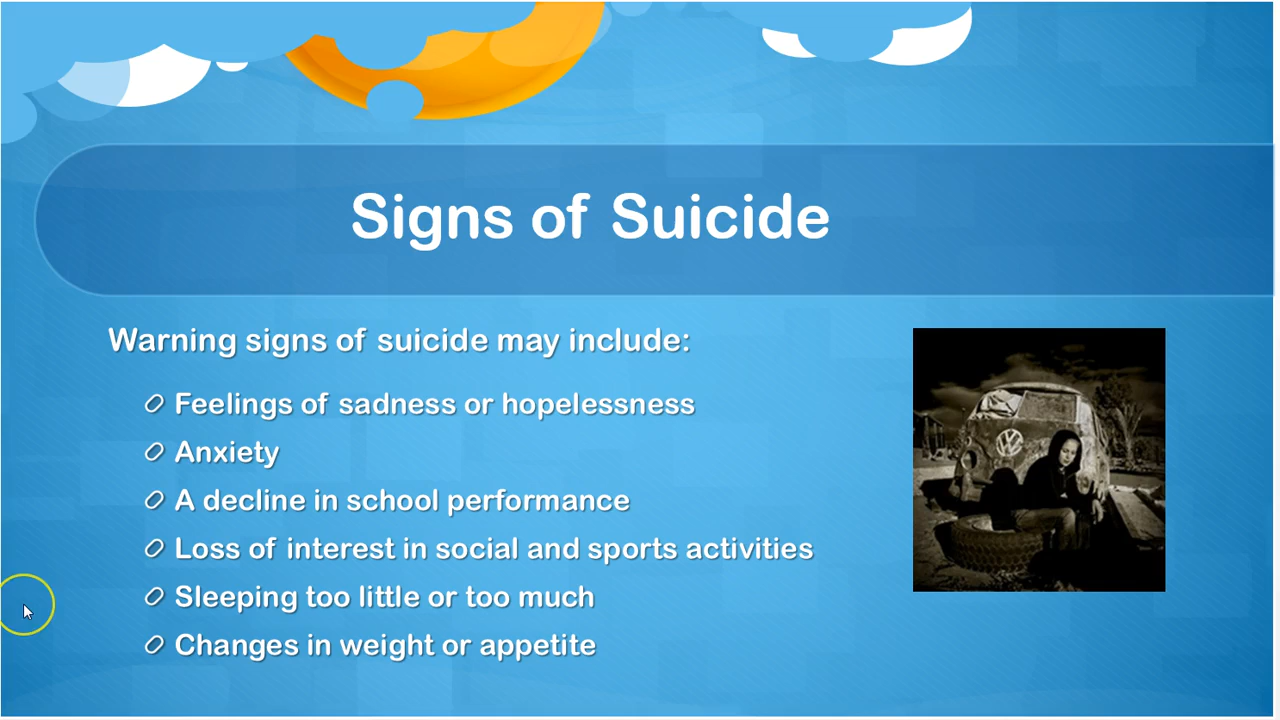 Signs of Suicide
Warning signs of suicide may include:
Feelings of sadness or hopelessness
Anxiety
A decline in school performance
Loss of interest in social and sports activities
Sleeping too little or too much
Changes in weight or appetite